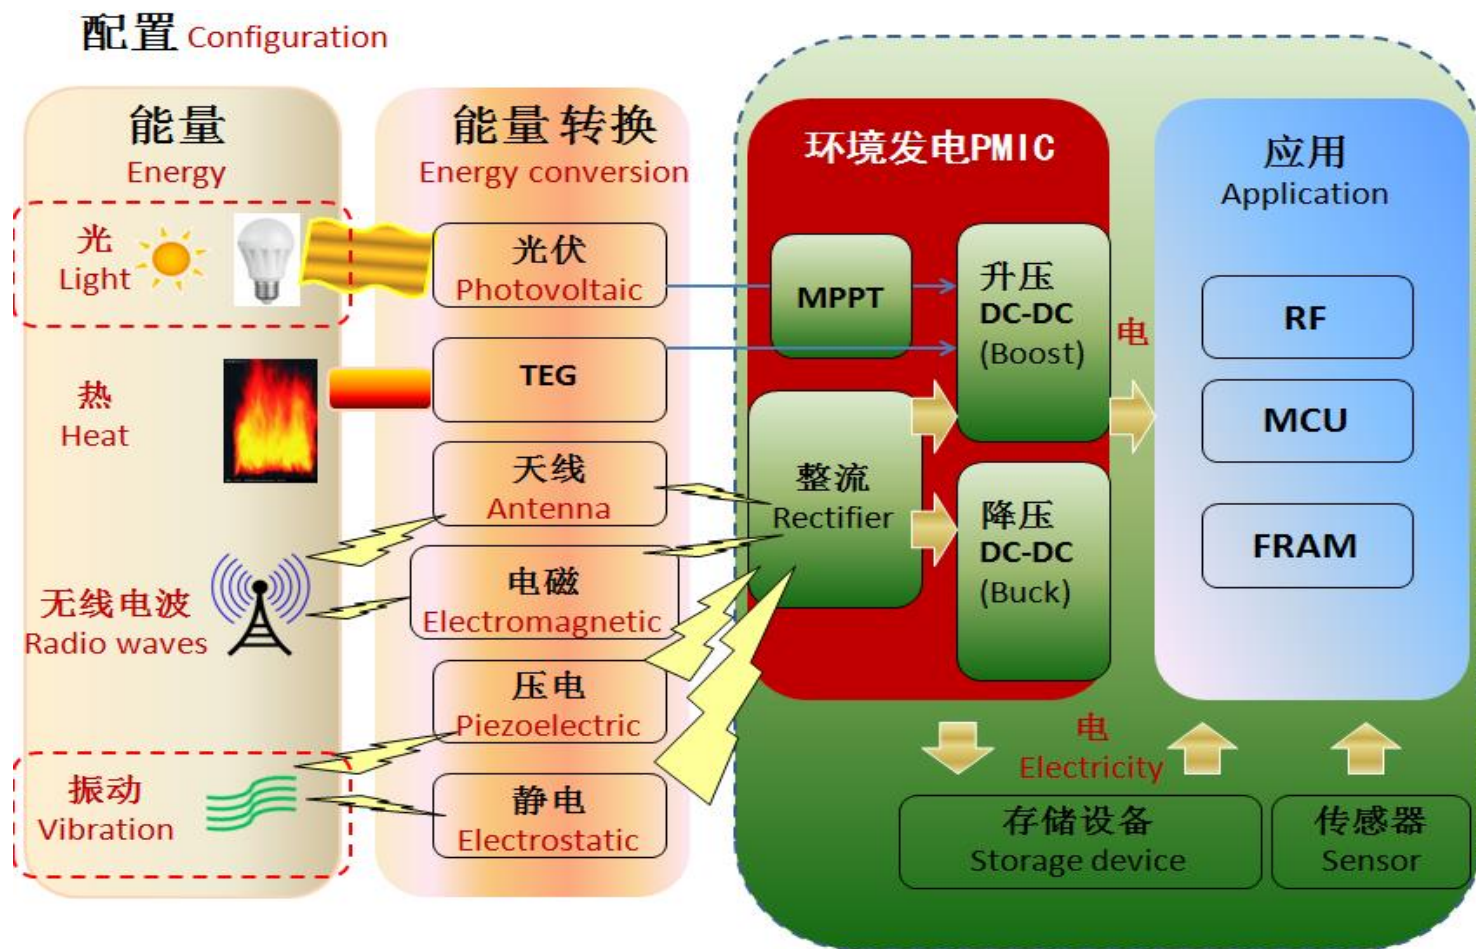 配置 Configuration
能量
Energy
光
Light
热
Heat
无线电波
Radio waves
振动
Vibration
能量 转换
Energy conversion
光伏
Photovoltaic
TEG
天线
Antenna
电磁
Electromagnetic
压电
Piezoelectric
静电
Electrostatic
环境发电PMIC
MPPT
升压
DC-DC
(Boost)
整流
Rectifier
降压
DC-DC
(Buck)
电
应用
Application
RF
MCU
FRAM
电
Electricity
存储设备
Storage device
传感器
Sensor